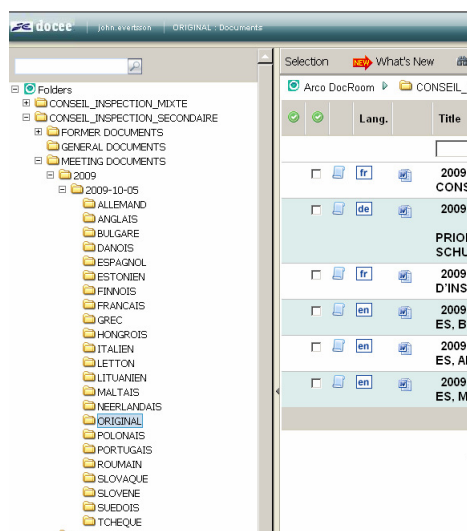 docee john.evertsson ORIGINAL : Documents
Selection NEW What's New
Arco DocRoom CONSEIL_
Folders
CONSEIL_INSPECTION_MIXTE
CONSEIL_INSPECTION_SECONDAIRE
FORMER DOCUMENTS
GENERAL DOCUMENTS
MEETING DOCUMENTS
2009
2009-10-05
ALLEMAND
ANGLAIS
BULGARE
DANOIS
ESPAGNOL
ESTONIEN
FINNOIS
FRANCAIS
GREC
HONGROIS
ITALIEN
LETTON
LITUANIEN
MALTAIS
NEERLANDAIS
ORIGINAL
POLONAIS
PORTUGAIS
ROUMAIN
SLOVAQUE
SLOVENE
SUEDOIS
TCHEQUE
Lang. Title
fr 2009
CONS
de 2009
PRIO
SCHU
fr 2009
D'INS
en 2009
ES, B
en 2009
ES, A
en 2009
ES, M